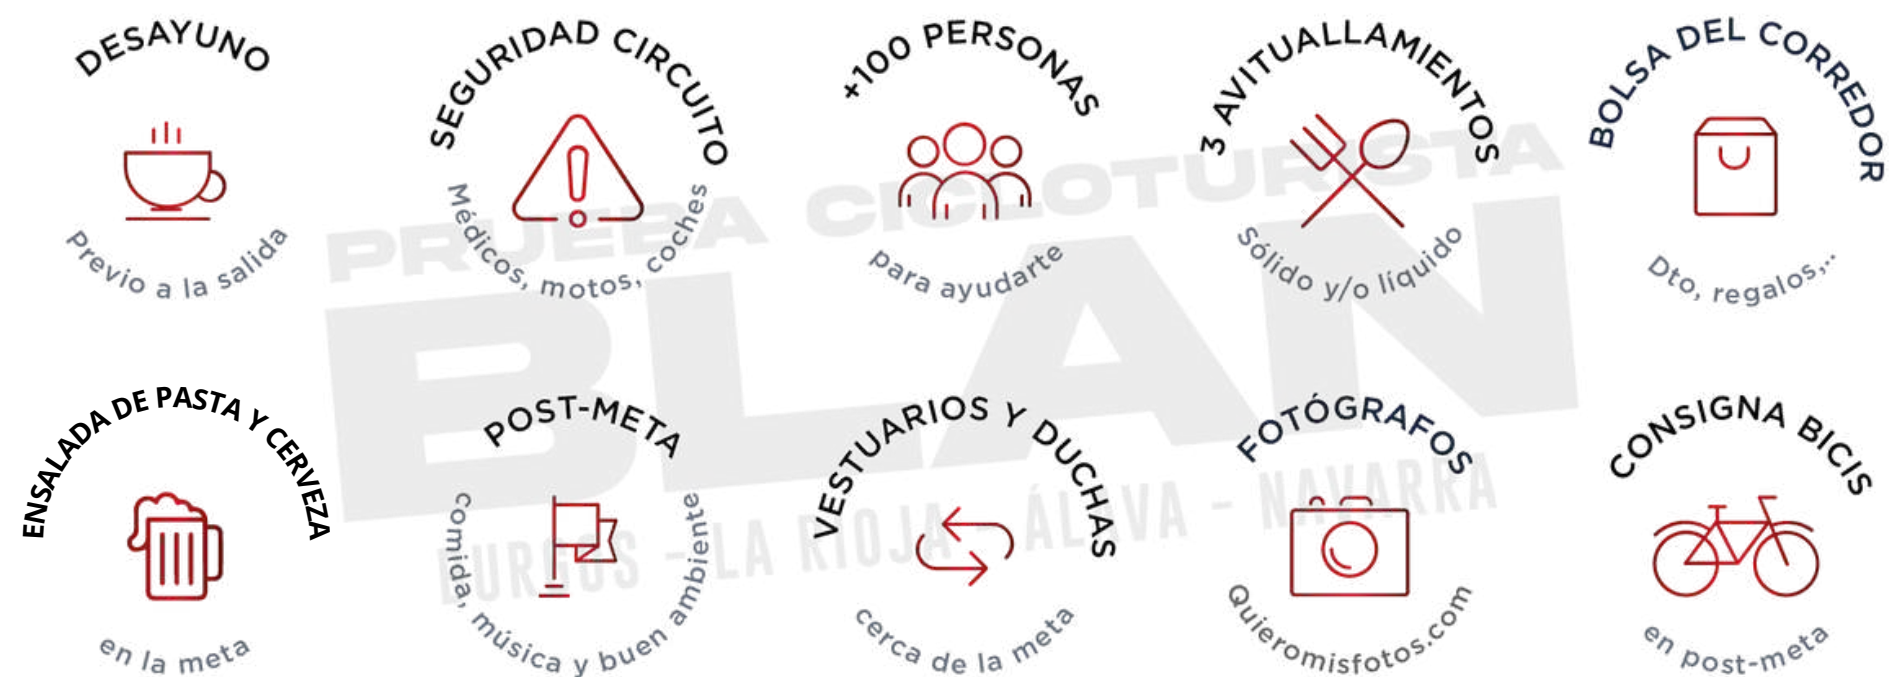 DESAYUNO
Previo a la salida
SEGURIDAD CIRCUITO
Médicos, motos, coches
+100 PERSONAS
para ayudarte
3 AVITUALLAMIENTOS
Sólido y/o líquido
BOLSA DEL CORREDOR
Dto, regalos,..
PRUEBA CICLOTURISTA
BLAN
BURGOS - LA RIOJA - ÁLAVA - NAVARRA
ENSALADA DE PASTA Y CERVEZA
en la meta
POST-META
comida, música y buen ambiente
VESTUARIOS Y DUCHAS
cerca de la meta
FOTÓGRAFOS
Quieromisfotos.com
CONSIGNA BICIS
en post-meta